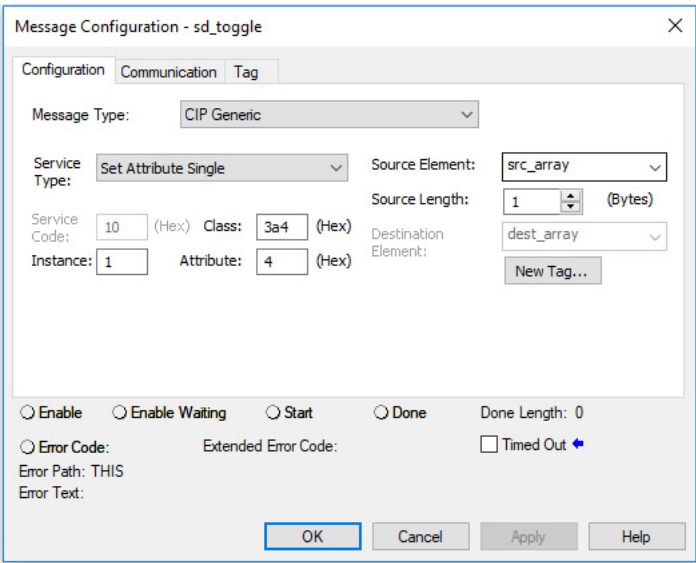 Message Configuration - sd_toggle
Configuration Communication Tag
Message Type: CIP Generic
Service Type: Set Attribute Single
Service Code: 10 (Hex) Class: 3a4 (Hex)
Instance: 1 Attribute: 4 (Hex)
Source Element: src_array
Source Length: 1 (Bytes)
Destination Element: dest_array
New Tag...
Enable Enable Waiting Start Done Done Length: 0
Error Code: Extended Error Code: Timed Out
Error Path: THIS
Error Text:
OK Cancel Apply Help